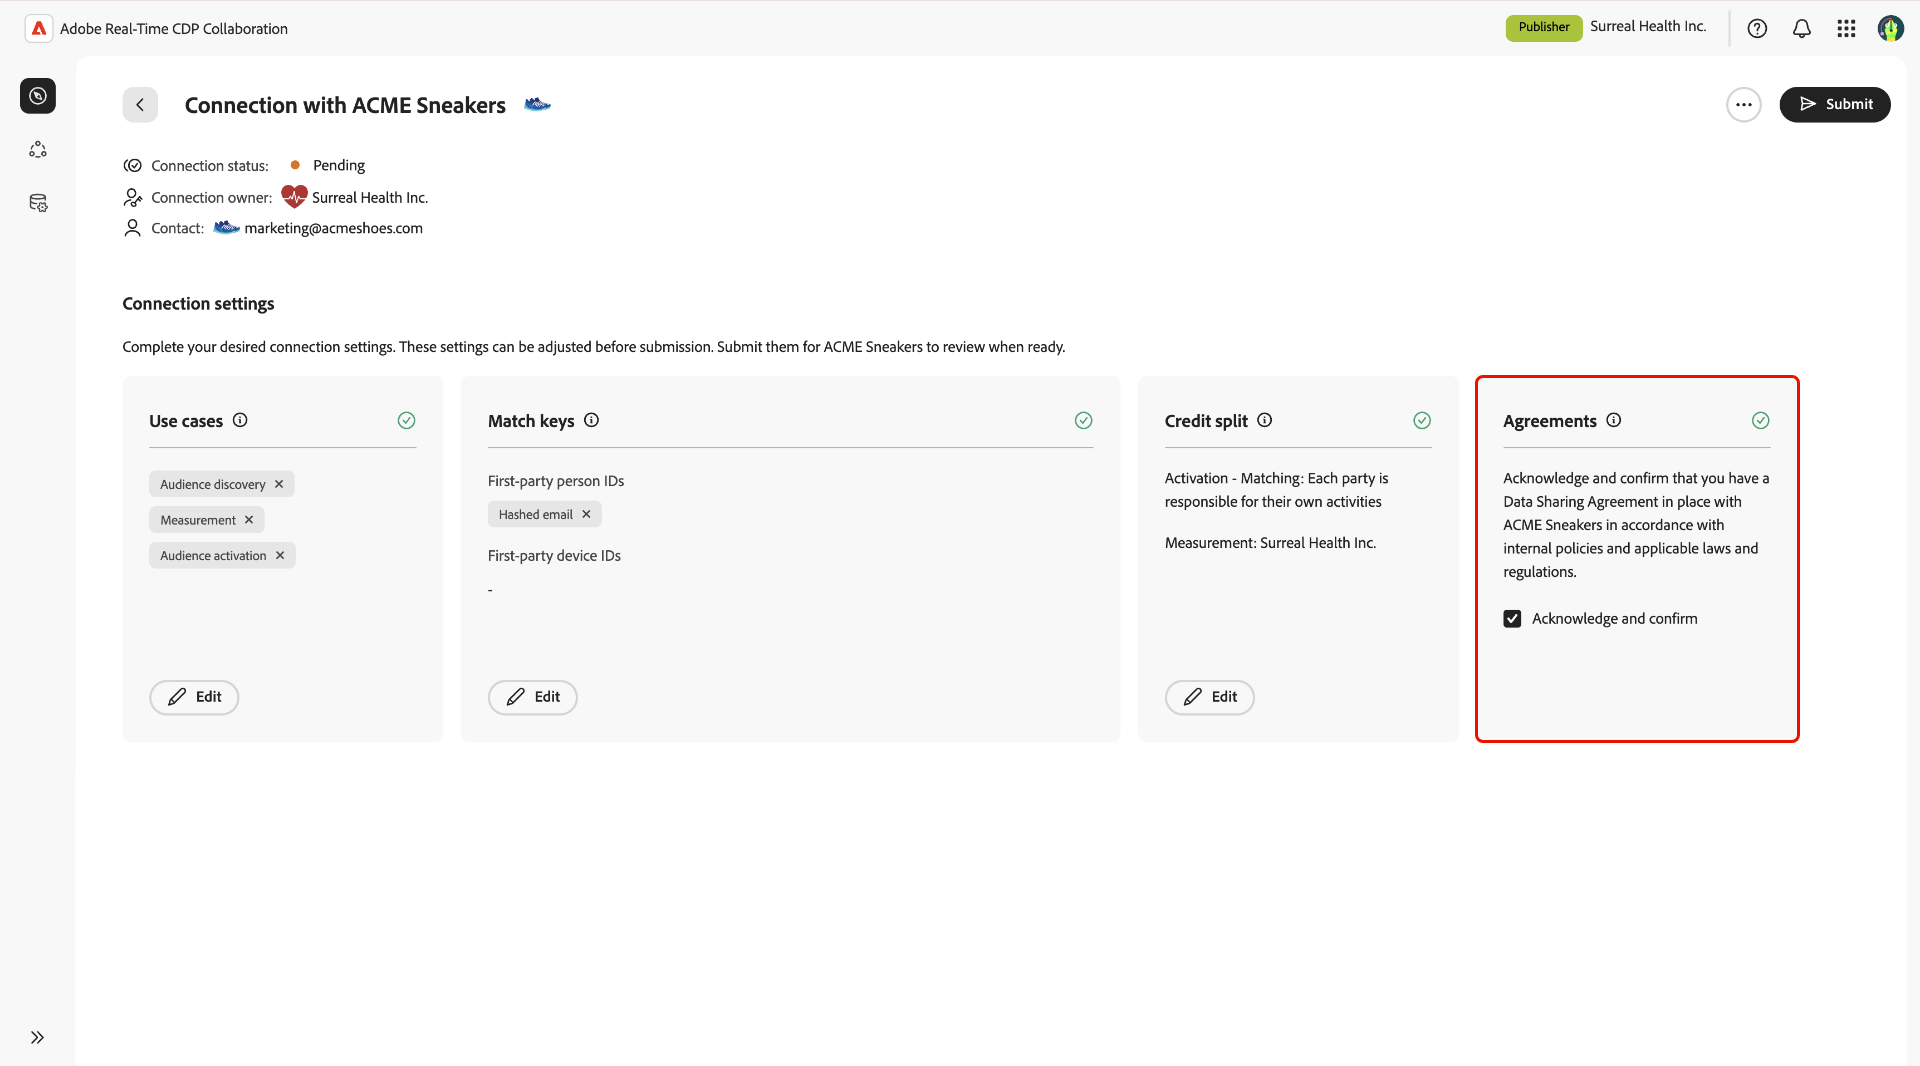 Adobe Real-Time CDP Collaboration
Publisher
Surreal Health Inc.
Connection with ACME Sneakers
Submit
Connection status: Pending
Connection owner: Surreal Health Inc.
Contact: marketing@acmeshoes.com
Connection settings
Complete your desired connection settings. These settings can be adjusted before submission. Submit them for ACME Sneakers to review when ready.
Use cases
Audience discovery
Measurement
Audience activation
Edit
Match keys
First-party person IDs
Hashed email
First-party device IDs
-
Edit
Credit split
Activation - Matching: Each party is
responsible for their own activities
Measurement: Surreal Health Inc.
Edit
Agreements
Acknowledge and confirm that you have a
Data Sharing Agreement in place with
ACME Sneakers in accordance with
internal policies and applicable laws and
regulations.
Acknowledge and confirm